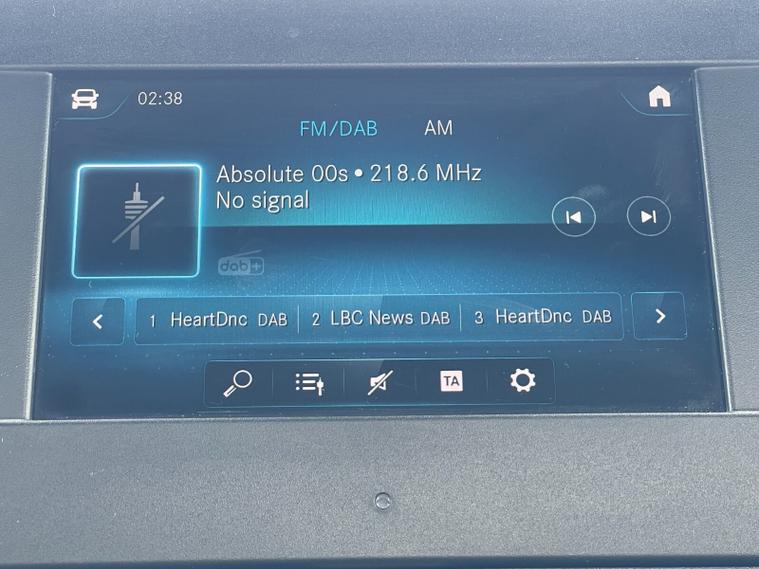 02:38
FM/DAB AM
Absolute 00s • 218.6 MHz
No signal
dab+
1 HeartDnc DAB 2 LBC News DAB 3 HeartDnc DAB
TA